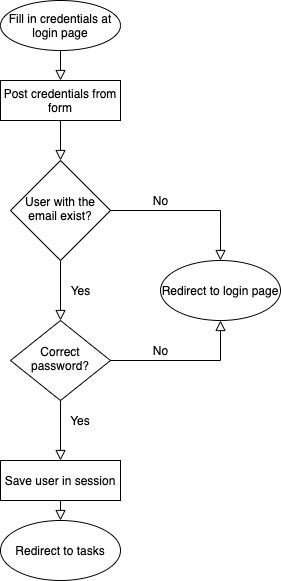 Fill in credentials at
login page
Post credentials from
form
User with the
email exist?
No
Redirect to login page
Yes
Correct
password?
No
Yes
Save user in session
Redirect to tasks